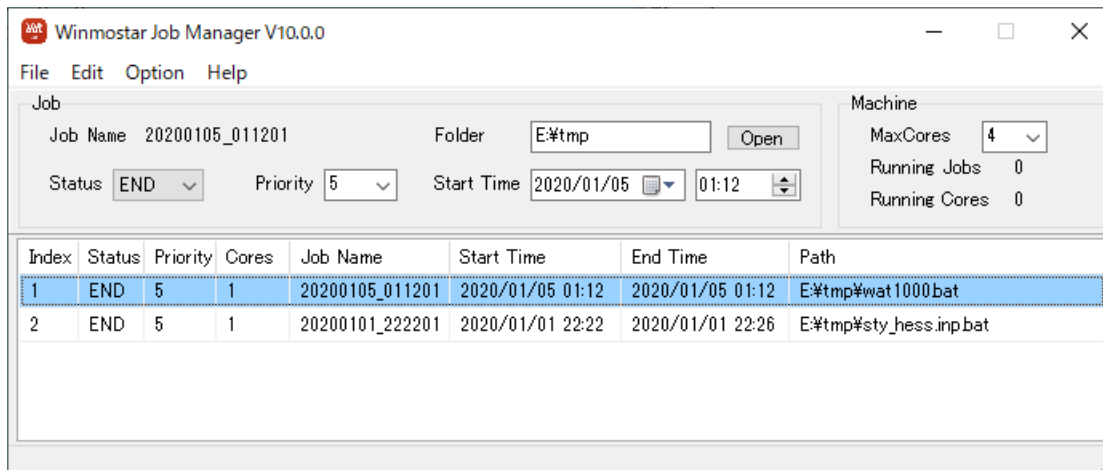 Winmostar Job Manager V10.0.0
File Edit Option Help
Job
Machine
Job Name 20200105_011201 Folder E:¥tmp Open MaxCores 4
Running Jobs 0
Status END Priority 5 Start Time 2020/01/05 01:12
Running Cores 0
Index Status Priority Cores Job Name Start Time End Time Path
1 END 5 1 20200105_011201 2020/01/05 01:12 2020/01/05 01:12 E:¥tmp¥wat1000.bat
2 END 5 1 20200101_222201 2020/01/01 22:22 2020/01/01 22:26 E:¥tmp¥sty_hess.inp.bat